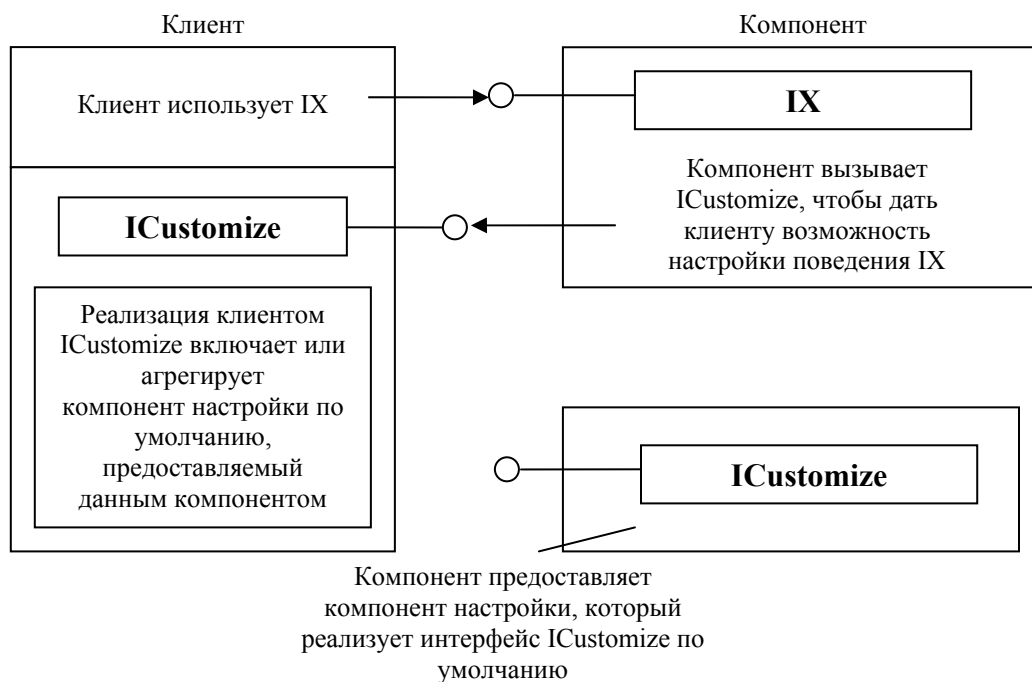 Клиент
Компонент
Клиент использует IX
IX
Компонент вызывает
ICustomize, чтобы дать
клиенту возможность
настройки поведения IX
ICustomize
Реализация клиентом
ICustomize включает или
агрегирует
компонент настройки по
умолчанию,
предоставляемый
данным компонентом
ICustomize
Компонент предоставляет
компонент настройки, который
реализует интерфейс ICustomize по
умолчанию